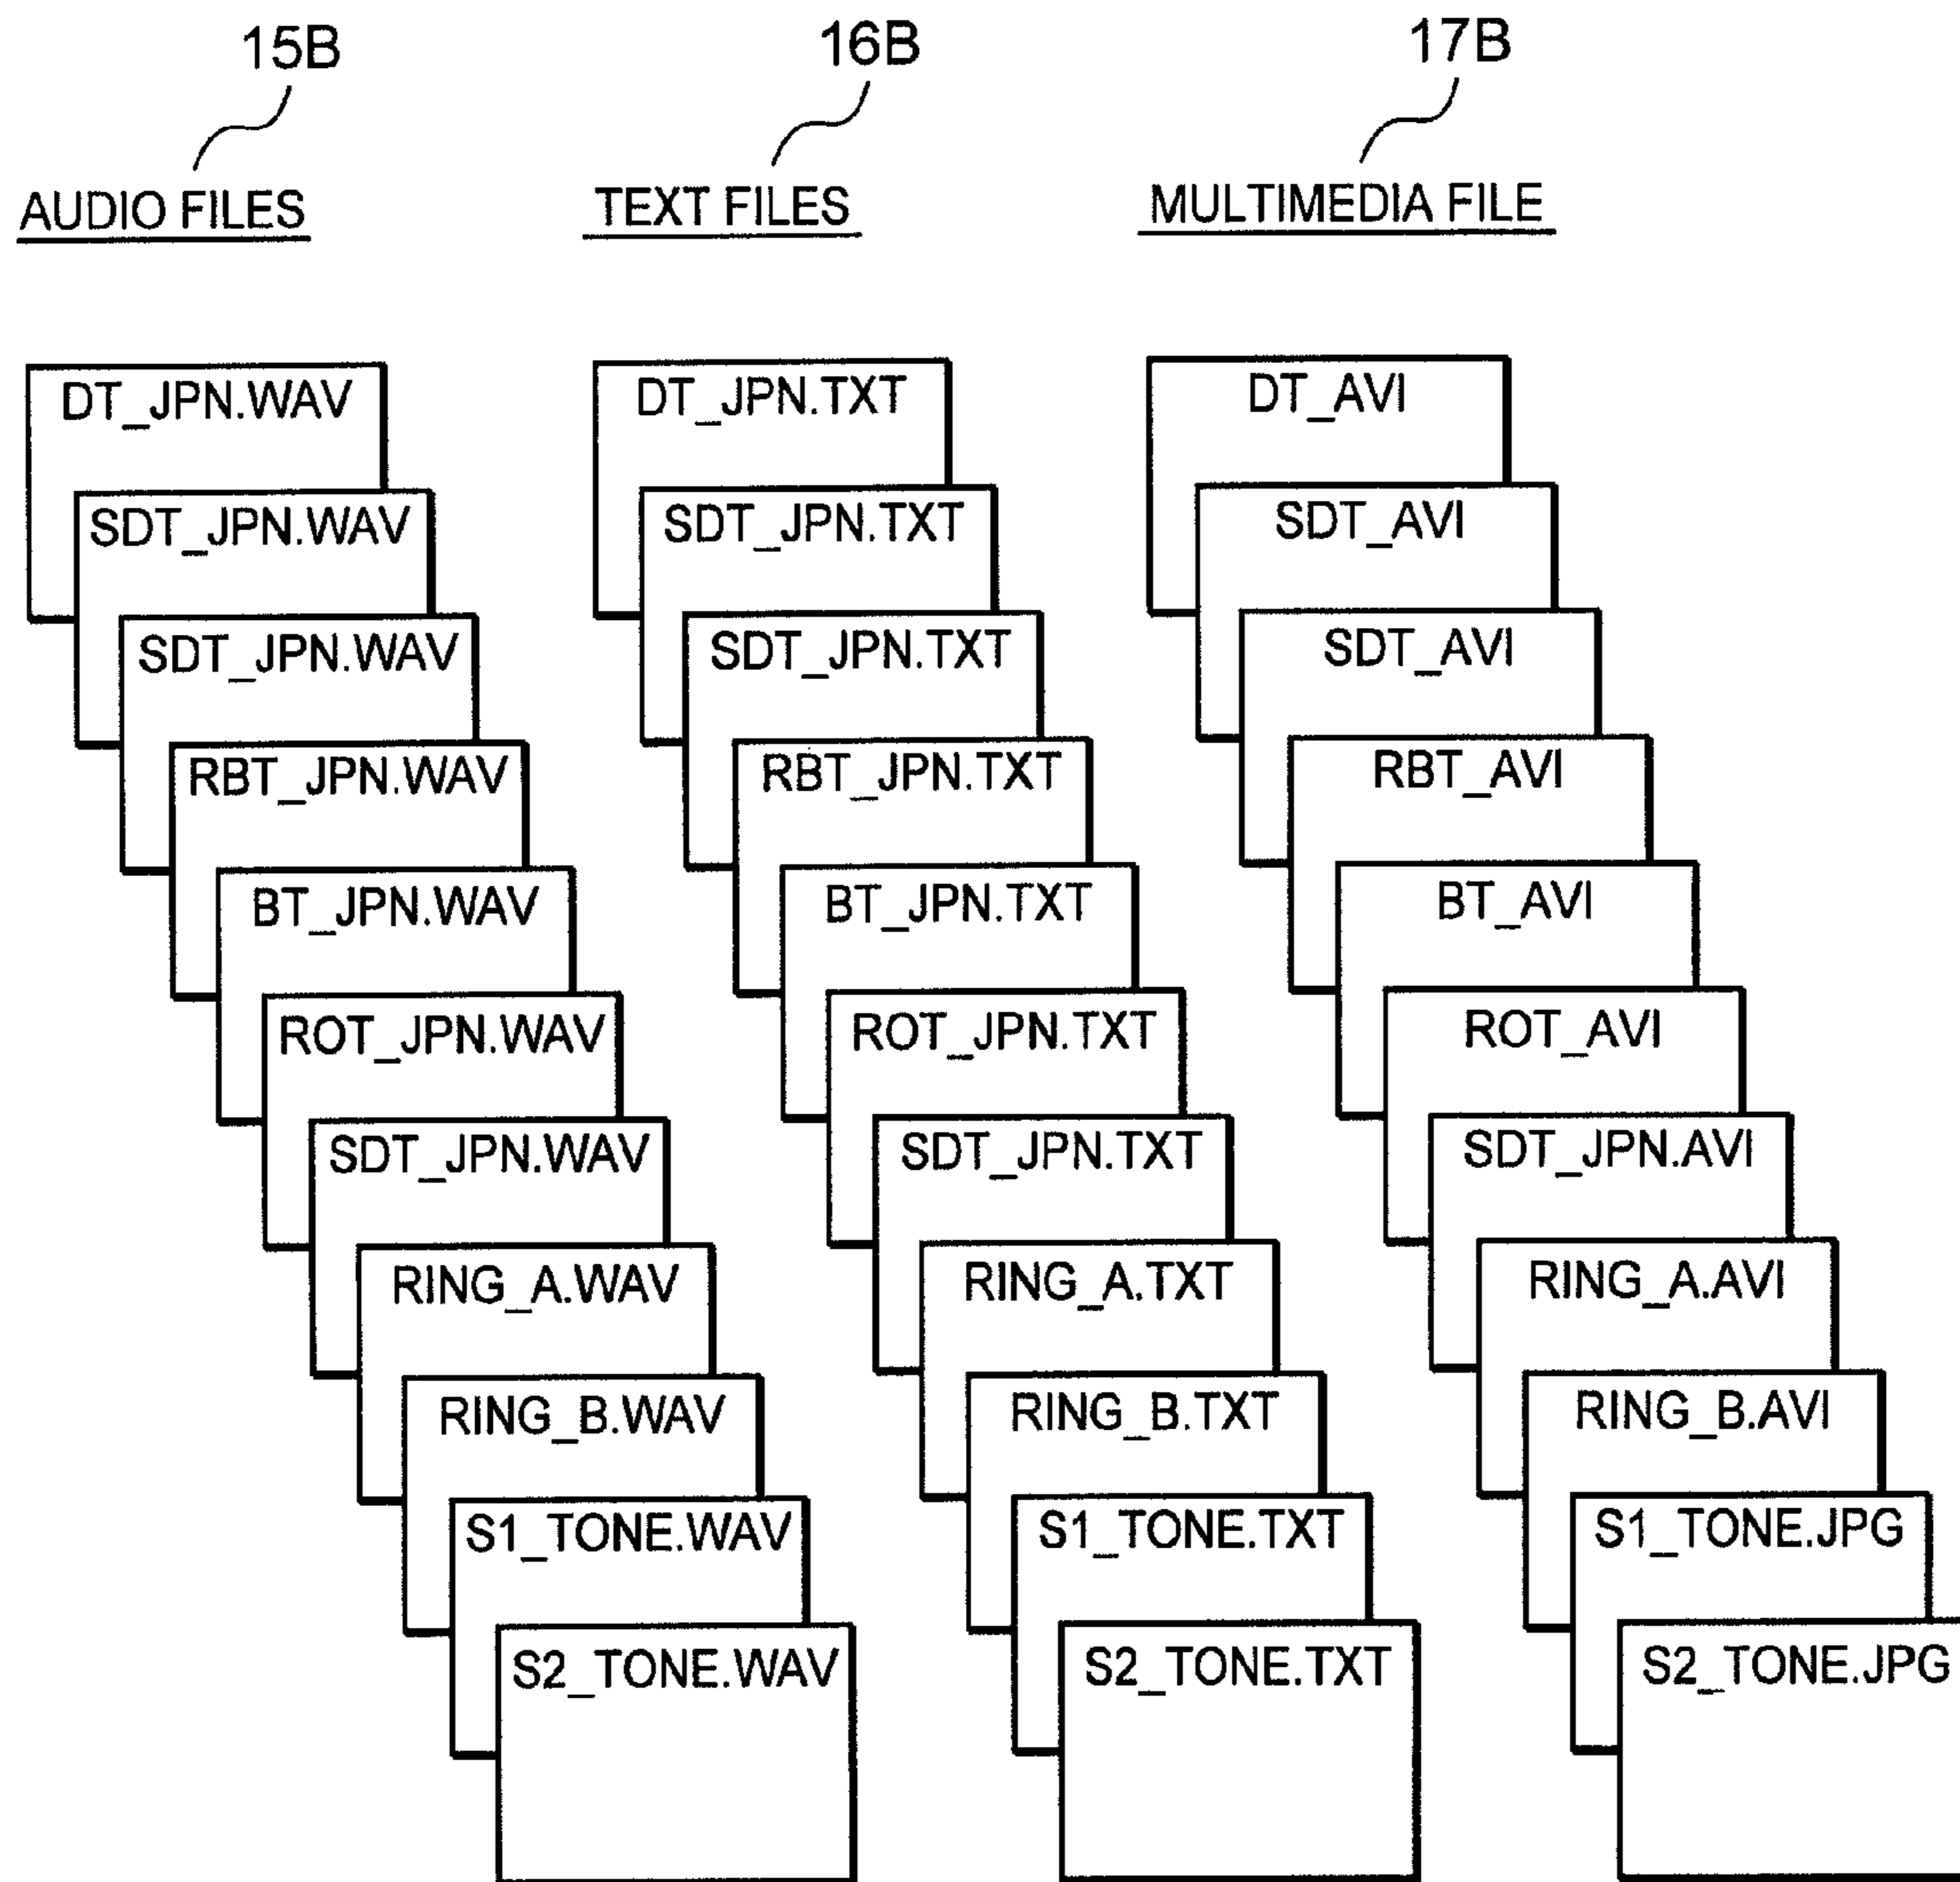 15B 16B 17B
AUDIO FILES TEXT FILES MULTIMEDIA FILE
DT_JPN.WAV DT_JPN.TXT DT_AVI
SDT_JPN.WAV SDT_JPN.TXT SDT_AVI
SDT_JPN.WAV SDT_JPN.TXT SDT_AVI
RBT_JPN.WAV RBT_JPN.TXT RBT_AVI
BT_JPN.WAV BT_JPN.TXT BT_AVI
ROT_JPN.WAV ROT_JPN.TXT ROT_AVI
SDT_JPN.WAV SDT_JPN.TXT SDT_JPN.AVI
RING_A.WAV RING_A.TXT RING_A.AVI
RING_B.WAV RING_B.TXT RING_B.AVI
S1_TONE.WAV S1_TONE.TXT S1_TONE.JPG
S2_TONE.WAV S2_TONE.TXT S2_TONE.JPG